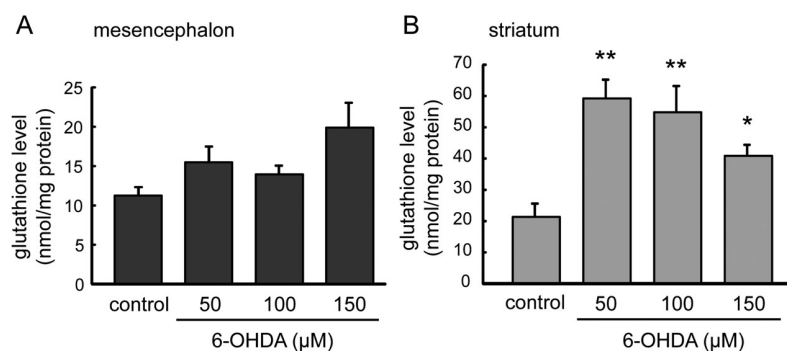 A mesencephalon
glutathione level
(nmol/mg protein)
25
20
15
10
5
0
control 50 100 150
6-OHDA (µM)
B striatum
glutathione level
(nmol/mg protein)
70
60
50
40
30
20
10
0
** ** *
control 50 100 150
6-OHDA (µM)